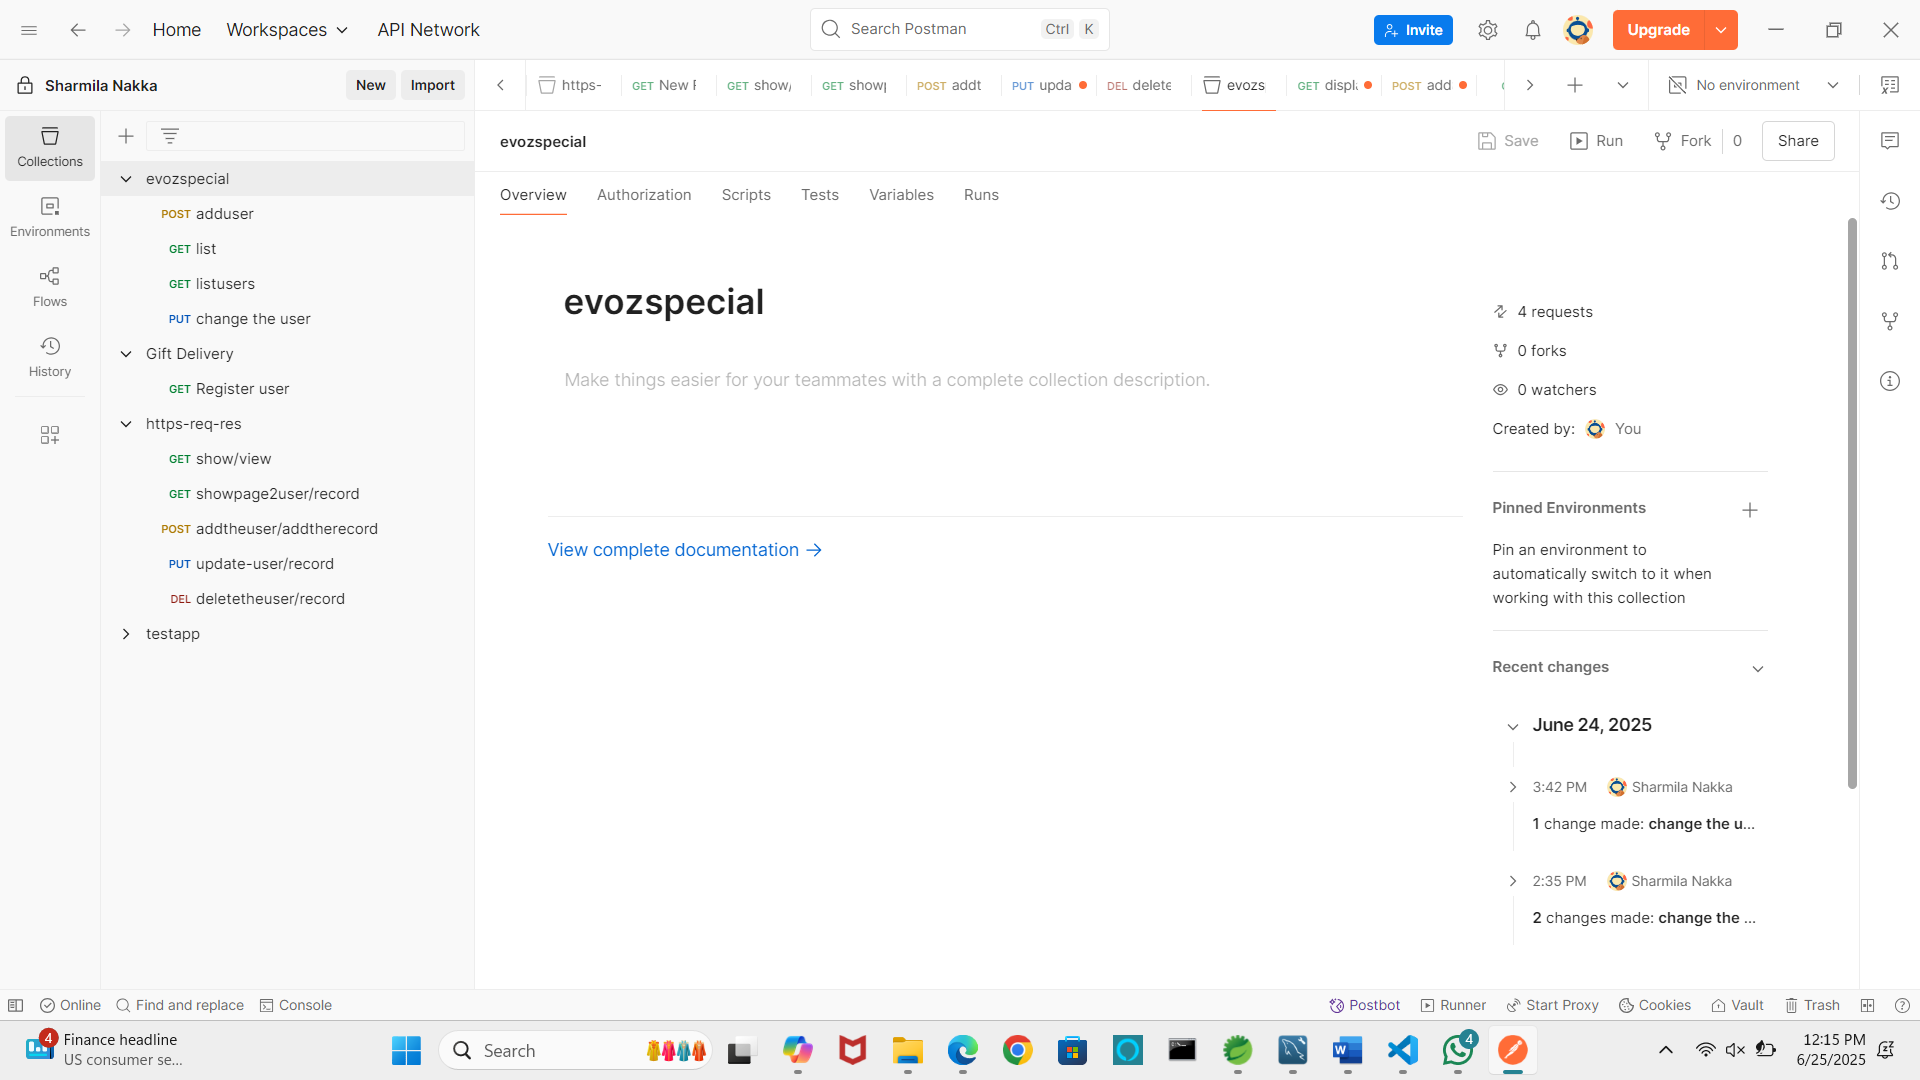 Home
Workspaces
API Network
Search Postman
Ctrl K
Invite
Upgrade
Sharmila Nakka
New
Import
https-
GET New
GET show/
GET show
POST addt
PUT upda
DEL delete
evozs
GET displ
POST add
No environment
Collections
Environments
Flows
History
evozspecial
POST adduser
GET list
GET listusers
PUT change the user
Gift Delivery
GET Register user
https-req-res
GET show/view
GET showpage2user/record
POST addtheuser/addtherecord
PUT update-user/record
DEL deletetheuser/record
testapp
evozspecial
Save
Run
Fork 0
Share
Overview
Authorization
Scripts
Tests
Variables
Runs
evozspecial
Make things easier for your teammates with a complete collection description.
View complete documentation →
4 requests
0 forks
0 watchers
Created by: You
Pinned Environments
Pin an environment to
automatically switch to it when
working with this collection
Recent changes
June 24, 2025
3:42 PM Sharmila Nakka
1 change made: change the u...
2:35 PM Sharmila Nakka
2 changes made: change the ...
Online
Find and replace
Console
Postbot
Runner
Start Proxy
Cookies
Vault
Trash
4
Finance headline
US consumer se...
Search
4
12:15 PM
6/25/2025